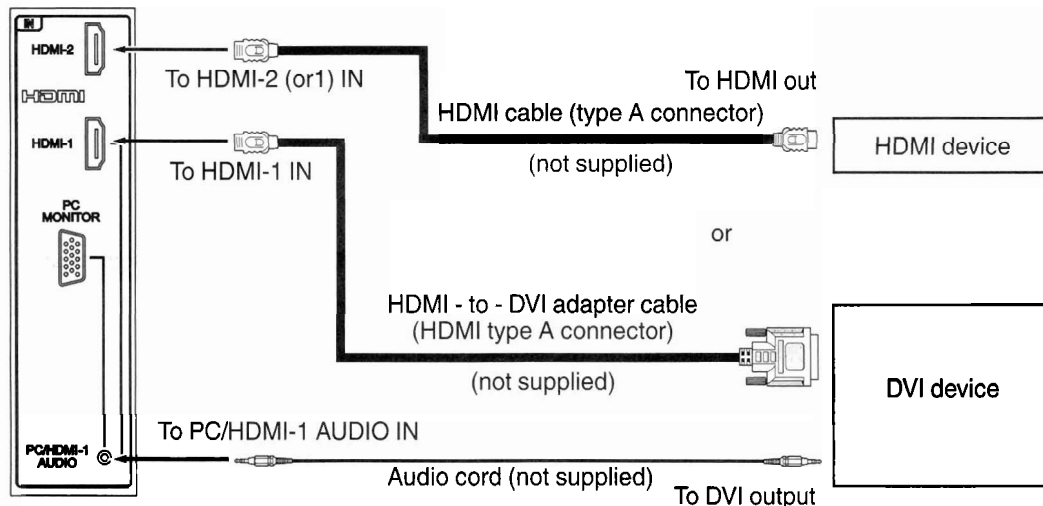 IN
HDMI-2
To HDMI-2 (or1) IN
To HDMI out
HDMI cable (type A connector)
(not supplied)
HDMI device
HDMI
HDMI-1
To HDMI-1 IN
PC
MONITOR
or
HDMI - to - DVI adapter cable
(HDMI type A connector)
(not supplied)
DVI device
To PC/HDMI-1 AUDIO IN
PC/HDMI-1
AUDIO
Audio cord (not supplied)
To DVI output